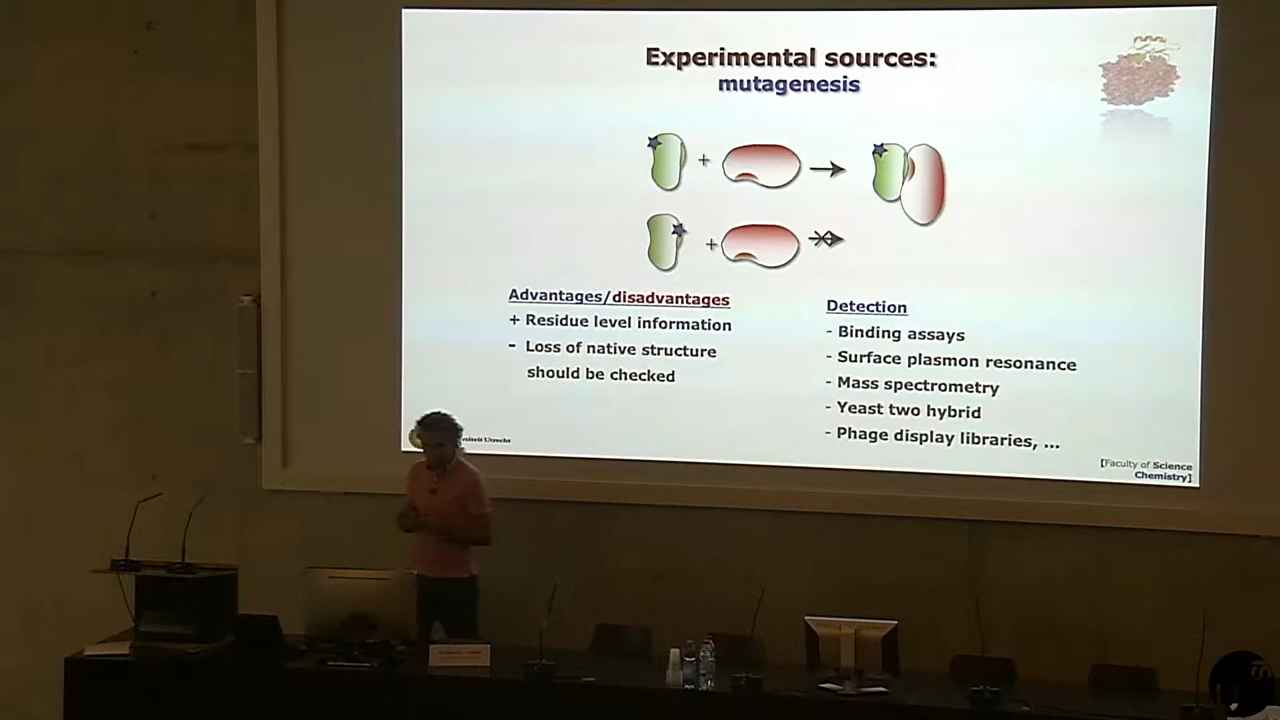 Experimental sources:
mutagenesis
+
+
Advantages/disadvantages
+ Residue level information
- Loss of native structure
should be checked
Detection
- Binding assays
- Surface plasmon resonance
- Mass spectrometry
- Yeast two hybrid
- Phage display libraries, ...
Utrecht
[Faculty of Science
Chemistry]